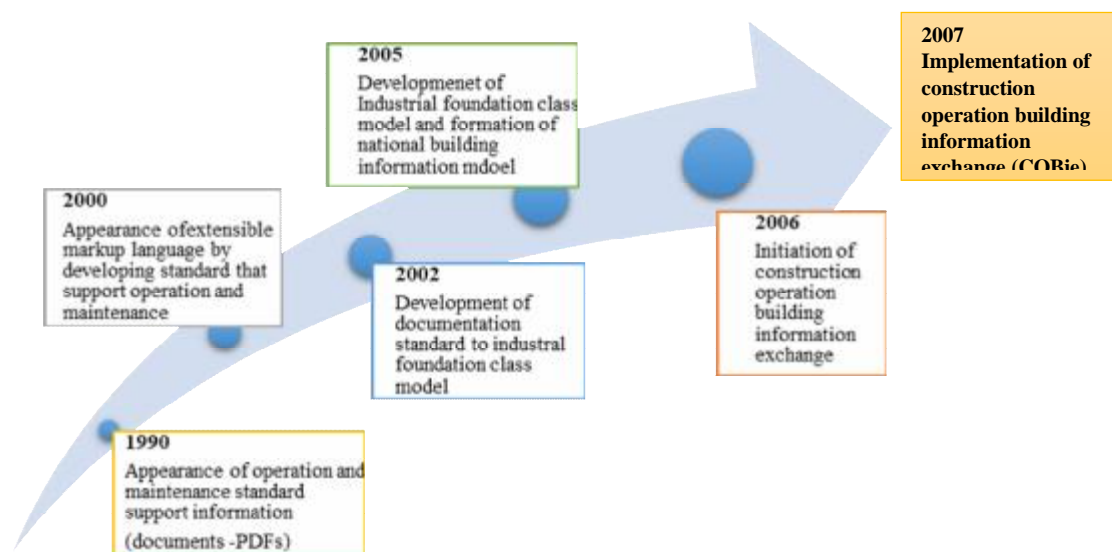 1990
Appearance of operation and
maintenance standard
support information
(documents -PDFs)
2000
Appearance ofextensible
markup language by
developing standard that
support operation and
maintenance
2002
Development of
documentation
standard to industral
foundation class
model
2005
Developmenet of
Industrial foundation class
model and formation of
national building
information mdoel
2006
Initiation of
construction
operation
building
information
exchange
2007
Implementation of
construction
operation building
information
exchange (COBie)